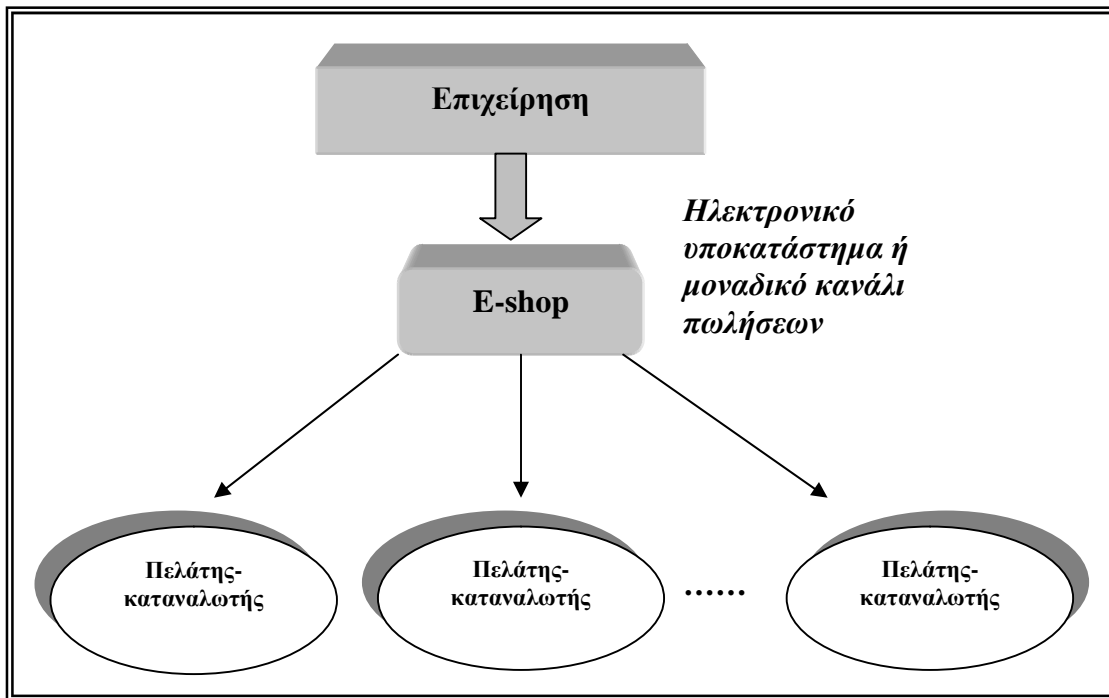 Επιχείρηση
Ηλεκτρονικό
υποκατάστημα ή
μοναδικό κανάλι
πωλήσεων
E-shop
Πελάτης-
καταναλωτής
Πελάτης-
καταναλωτής
......
Πελάτης-
καταναλωτής